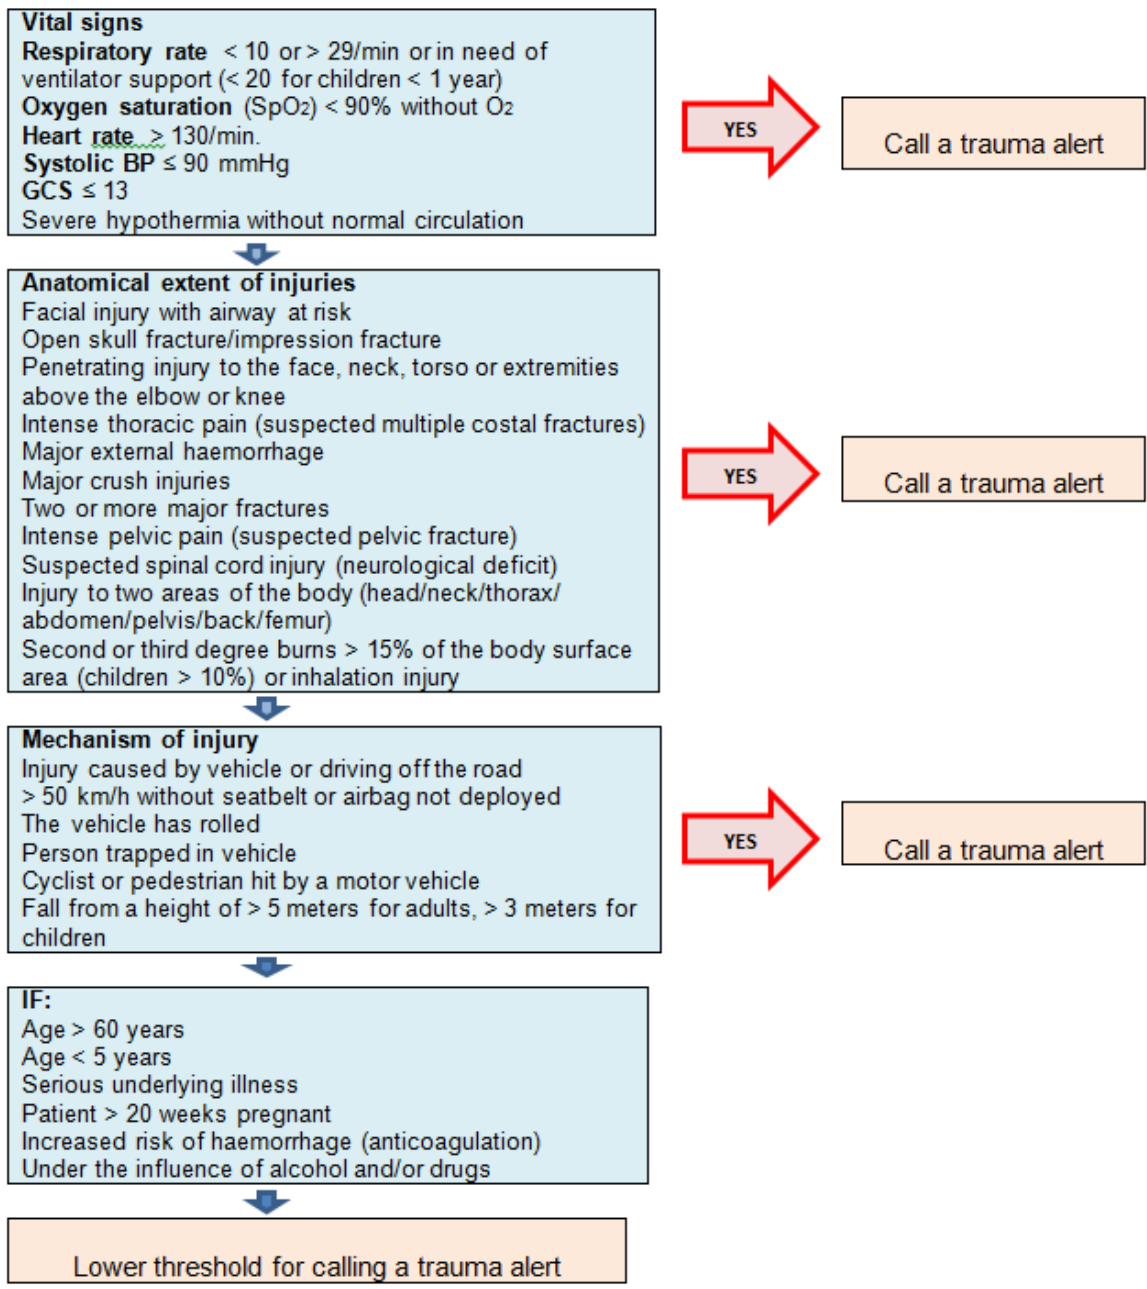 Vital signs
Respiratory rate < 10 or > 29/min or in need of
ventilator support (< 20 for children < 1 year)
Oxygen saturation (SpO2) < 90% without O2
Heart rate > 130/min.
Systolic BP ≤ 90 mmHg
GCS ≤ 13
Severe hypothermia without normal circulation
YES
Call a trauma alert
Anatomical extent of injuries
Facial injury with airway at risk
Open skull fracture/impression fracture
Penetrating injury to the face, neck, torso or extremities
above the elbow or knee
Intense thoracic pain (suspected multiple costal fractures)
Major external haemorrhage
Major crush injuries
Two or more major fractures
Intense pelvic pain (suspected pelvic fracture)
Suspected spinal cord injury (neurological deficit)
Injury to two areas of the body (head/neck/thorax/
abdomen/pelvis/back/femur)
Second or third degree burns > 15% of the body surface
area (children > 10%) or inhalation injury
YES
Call a trauma alert
Mechanism of injury
Injury caused by vehicle or driving off the road
> 50 km/h without seatbelt or airbag not deployed
The vehicle has rolled
Person trapped in vehicle
Cyclist or pedestrian hit by a motor vehicle
Fall from a height of > 5 meters for adults, > 3 meters for
children
YES
Call a trauma alert
IF:
Age > 60 years
Age < 5 years
Serious underlying illness
Patient > 20 weeks pregnant
Increased risk of haemorrhage (anticoagulation)
Under the influence of alcohol and/or drugs
Lower threshold for calling a trauma alert